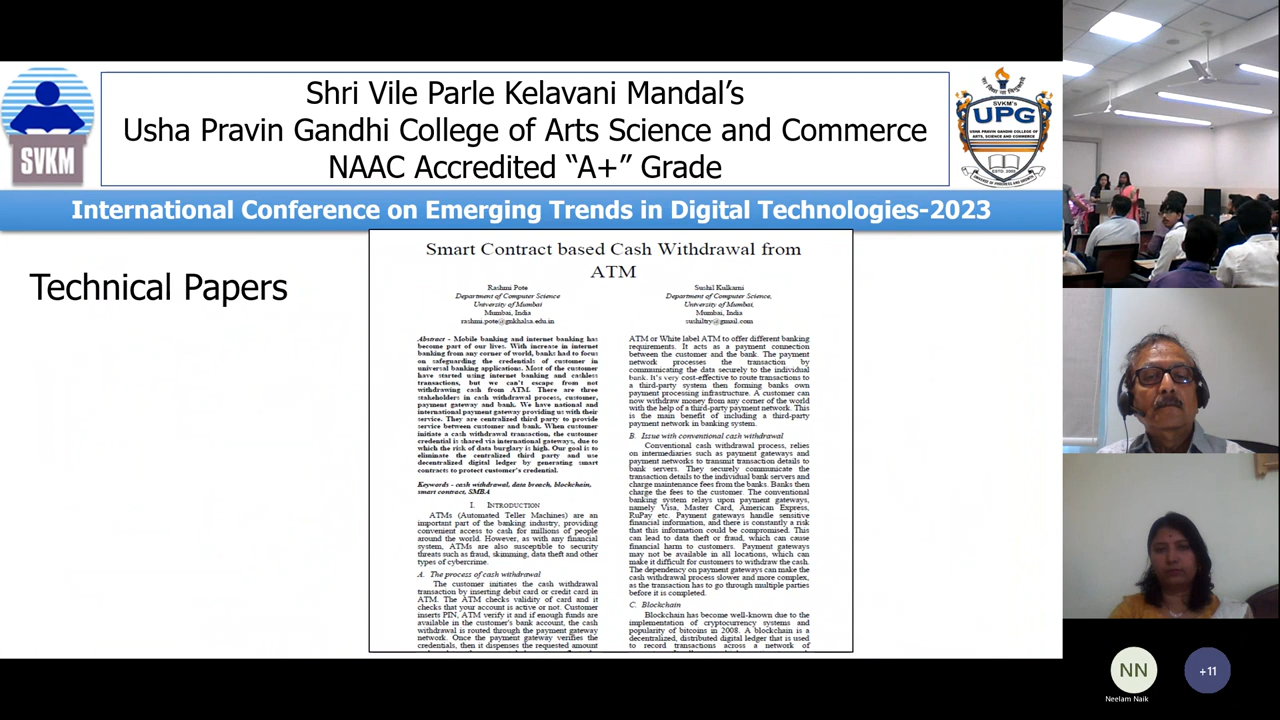 Shri Vile Parle Kelavani Mandal's
Usha Pravin Gandhi College of Arts Science and Commerce
NAAC Accredited “A+” Grade
SVKM
SVKM's
UPG
USHA PRAVIN GANDHI COLLEGE OF
ARTS, SCIENCE AND COMMERCE
ESTD. 2003
International Conference on Emerging Trends in Digital Technologies-2023
Technical Papers
Smart Contract based Cash Withdrawal from
ATM
Rashmi Pote
Department of Computer Science
University of Mumbai
Mumbai, India
rashmi.pote@gnkhalsa.edu.in
Sushil Kulkarni
Department of Computer Science,
University of Mumbai,
Mumbai, India
sushiltry@gmail.com
Abstract - Mobile banking and internet banking has
become part of our lives. With increase in internet
banking from any corner of world, banks had to focus
on safeguarding the credentials of customer in
universal banking applications. Most of the customer
have started using internet banking and cashless
transactions, but we can't escape from not
withdrawing cash from ATM. There are three
stakeholders in cash withdrawal process, customer,
payment gateway and bank. We have national and
international payment gateway providing us with their
service. They are centralized third party to provide
service between customer and bank. When customer
initiate a cash withdrawal transaction, the customer
credential is shared via international gateways, due to
which the risk of data burglary is high. Our goal is to
eliminate the centralized third party and use
decentralized digital ledger by generating smart
contracts to protect customer's credential.
Keywords - cash withdrawal, data breach, blockchain,
smart contract, SMBA
I. INTRODUCTION
ATMs (Automated Teller Machines) are an
important part of the banking industry, providing
convenient access to cash for millions of people
around the world. However, as with any financial
system, ATMs are also susceptible to security
threats such as fraud, skimming, data theft and other
types of cybercrime.
A. The process of cash withdrawal
The customer initiates the cash withdrawal
transaction by inserting debit card or credit card in
ATM. The ATM checks validity of card and it
checks that your account is active or not. Customer
inserts PIN, ATM verify it and if enough funds are
available in the customer's bank account, the cash
withdrawal is routed through the payment gateway
network. Once the payment gateway verifies the
credentials, then it dispenses the requested amount
ATM or White label ATM to offer different banking
requirements. It acts as a payment connection
between the customer and the bank. The payment
network processes the transaction by
communicating the data securely to the individual
bank. It's very cost-effective to route transactions to
a third-party system then forming banks own
payment processing infrastructure. A customer can
now withdraw money from any corner of the world
with the help of a third-party payment network. This
is the main benefit of including a third-party
payment network in banking system.
B. Issue with conventional cash withdrawal
Conventional cash withdrawal process, relies
on intermediaries such as payment gateways and
payment networks to transmit transaction details to
bank servers. They securely communicate the
transaction details to the individual bank servers and
charge maintenance fees from the banks. Banks then
charge the fees to the customer. The conventional
banking system relays upon payment gateways,
namely Visa, Master Card, American Express,
RuPay etc. Payment gateways handle sensitive
financial information, and there is constantly a risk
that this information could be compromised. This
can lead to data theft or fraud, which can cause
financial harm to customers. Payment gateways
may not be available in all locations, which can
make it difficult for customers to withdraw the cash.
The dependency on payment gateways can make the
cash withdrawal process slower and more complex,
as the transaction has to go through multiple parties
before it is completed.
C. Blockchain
Blockchain has become well-known due to the
implementation of cryptocurrency systems and
popularity of bitcoins in 2008. A blockchain is a
decentralized, distributed digital ledger that is used
to record transactions across a network of
NN
Neelam Naik
+11